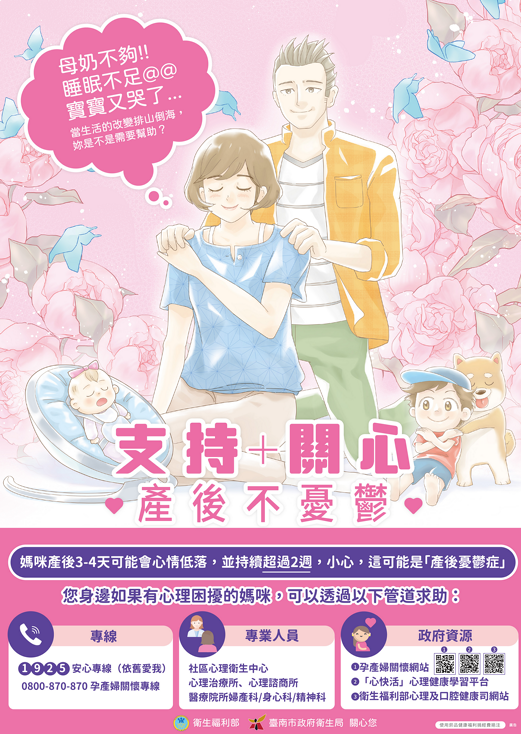 母奶不夠!!
睡眠不足@@
寶寶又哭了...
當生活的改變排山倒海，
妳是不是需要幫助？
支持+關心
產後不憂鬱
媽咪產後3-4天可能會心情低落，並持續超過2週，小心，這可能是「產後憂鬱症」
您身邊如果有心理困擾的媽咪，可以透過以下管道求助：
專線
1925 安心專線（依舊愛我）
0800-870-870 孕產婦關懷專線
專業人員
社區心理衛生中心
心理治療所、心理諮商所
醫療院所婦產科/身心科/精神科
政府資源
1 2 3
❶孕產婦關懷網站
❷「心快活」心理健康學習平台
❸衛生福利部心理及口腔健康司網站
衛生福利部 臺南市政府衛生局 關心您